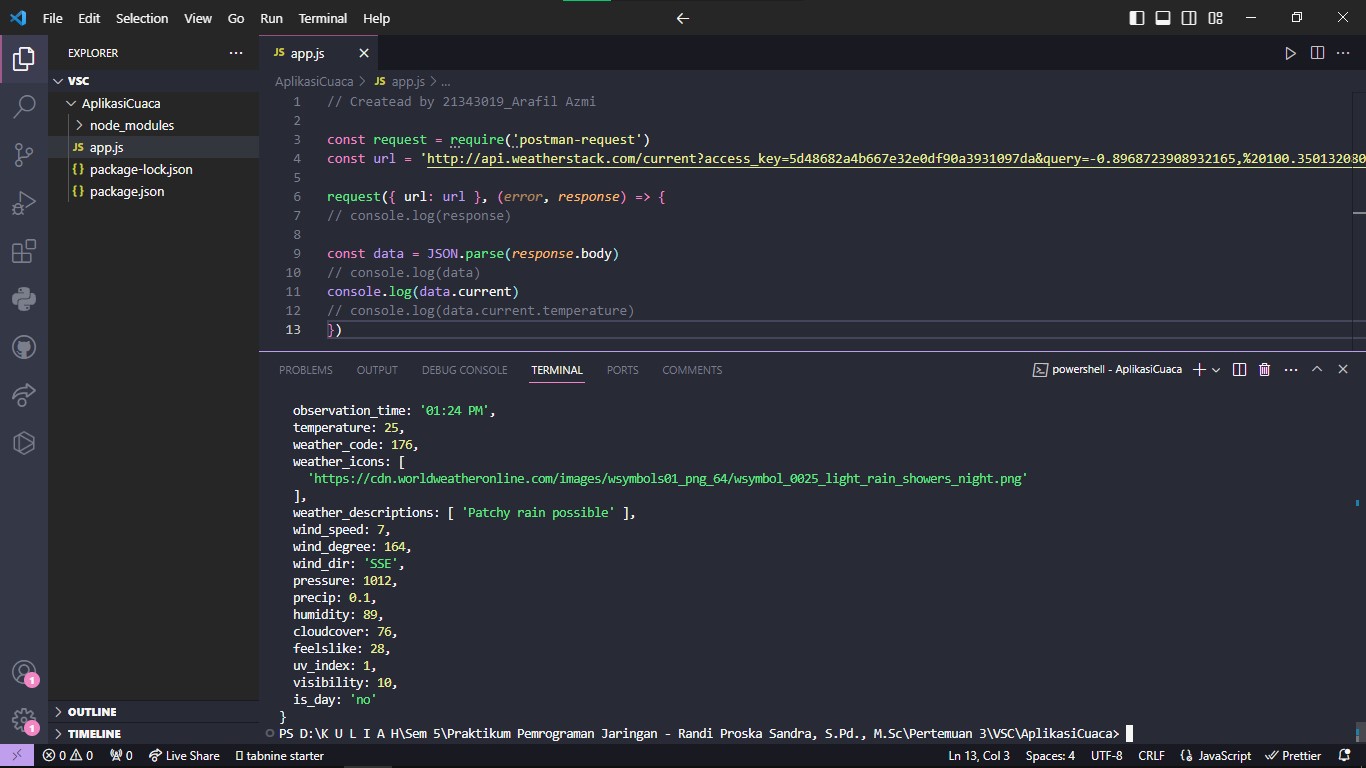 File Edit Selection View Go Run Terminal Help
EXPLORER
VSC
AplikasiCuaca
node_modules
JS app.js
{} package-lock.json
{} package.json
OUTLINE
TIMELINE
JS app.js
AplikasiCuaca > JS app.js > ...
1 // Createad by 21343019_Arafil Azmi
2
3 const request = require('postman-request')
4 const url = 'http://api.weatherstack.com/current?access_key=5d48682a4b667e32e0df90a3931097da&query=-0.8968723908932165,%20100.350132080
5
6 request({ url: url }, (error, response) => {
7 // console.log(response)
8
9 const data = JSON.parse(response.body)
10 // console.log(data)
11 console.log(data.current)
12 // console.log(data.current.temperature)
13 })
PROBLEMS OUTPUT DEBUG CONSOLE TERMINAL PORTS COMMENTS
powershell - AplikasiCuaca
observation_time: '01:24 PM',
temperature: 25,
weather_code: 176,
weather_icons: [
'https://cdn.worldweatheronline.com/images/wsymbols01_png_64/wsymbol_0025_light_rain_showers_night.png'
],
weather_descriptions: [ 'Patchy rain possible' ],
wind_speed: 7,
wind_degree: 164,
wind_dir: 'SSE',
pressure: 1012,
precip: 0.1,
humidity: 89,
cloudcover: 76,
feelslike: 28,
uv_index: 1,
visibility: 10,
is_day: 'no'
}
PS D:\K U L I A H\Sem 5\Praktikum Pemrograman Jaringan - Randi Proska Sandra, S.Pd., M.Sc\Pertemuan 3\VSC\AplikasiCuaca>
1
1
0 0 0 Live Share tabnine starter Ln 13, Col 3 Spaces: 4 UTF-8 CRLF {} JavaScript Prettier